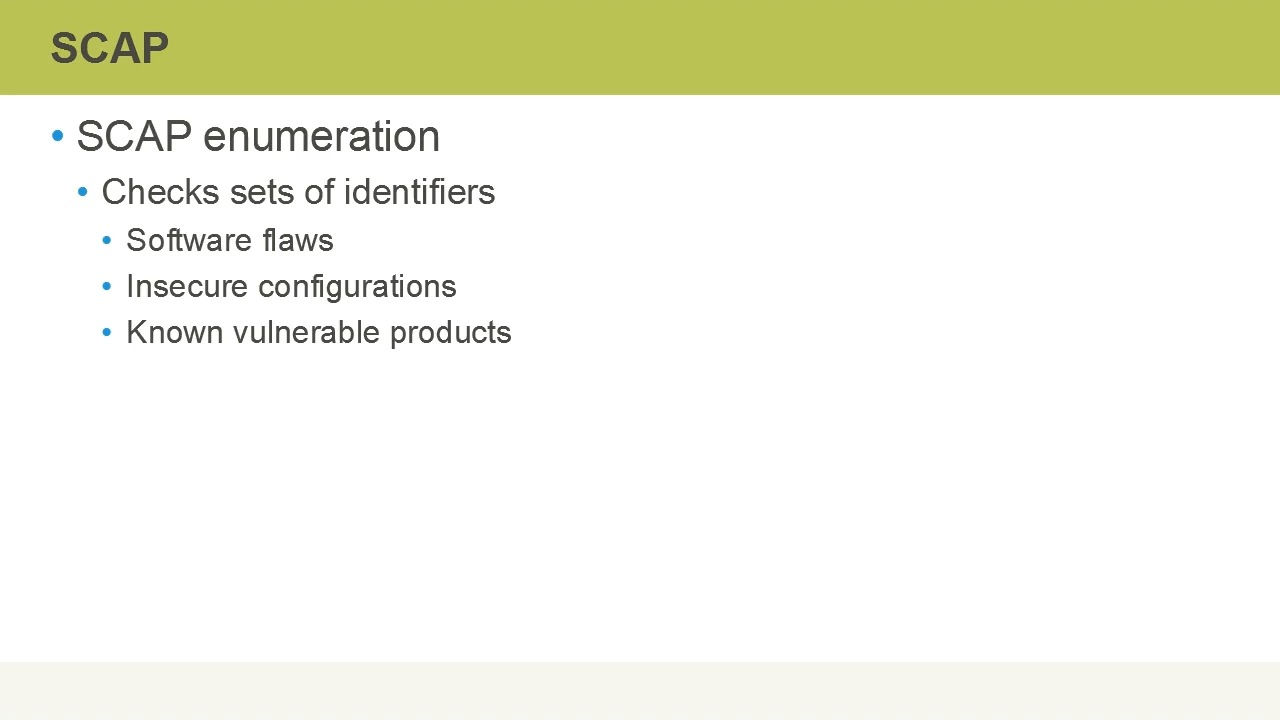 SCAP
• SCAP enumeration
• Checks sets of identifiers
• Software flaws
• Insecure configurations
• Known vulnerable products